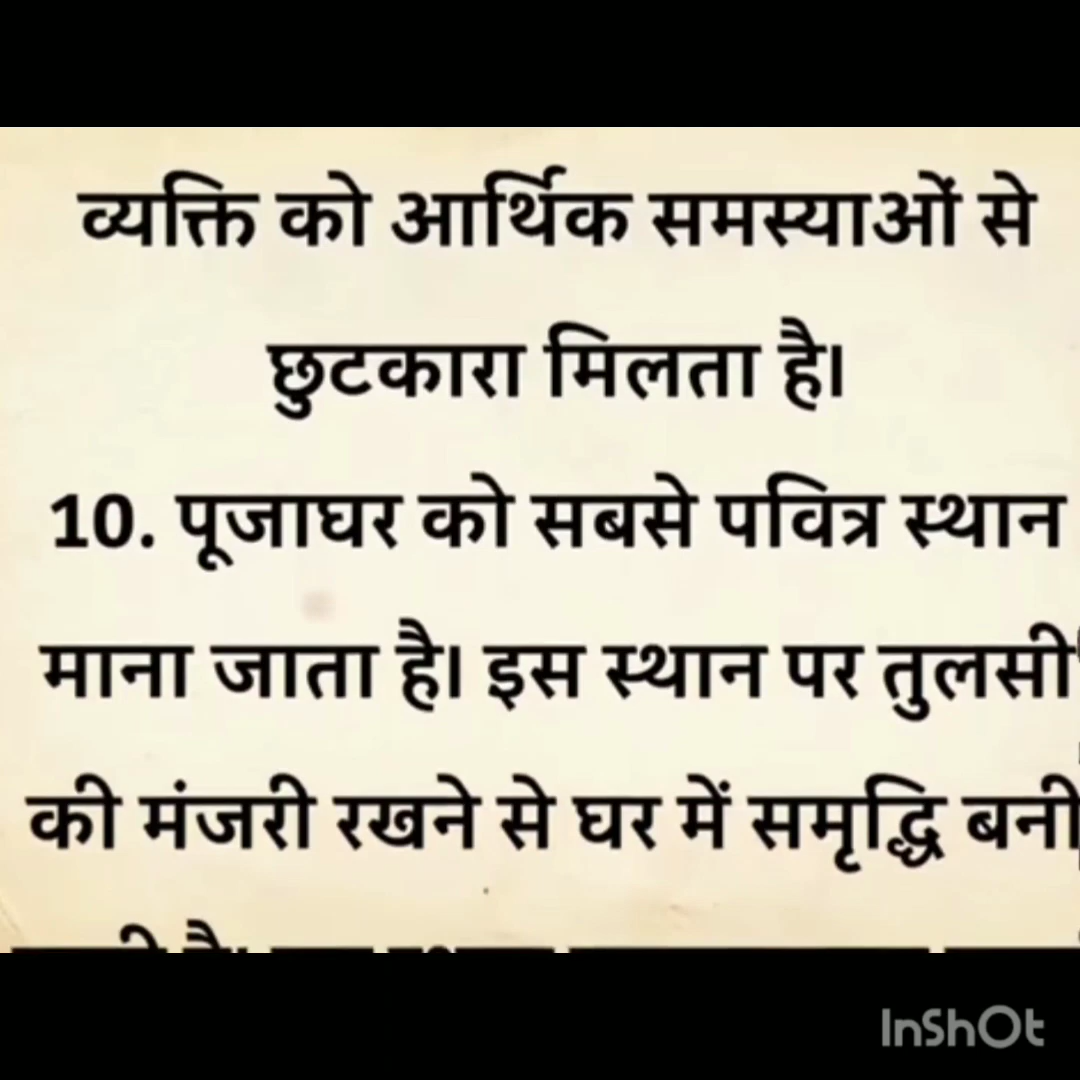 व्यक्ति को आर्थिक समस्याओं से
छुटकारा मिलता है।
10. पूजाघर को सबसे पवित्र स्थान
माना जाता है। इस स्थान पर तुलसी
की मंजरी रखने से घर में समृद्धि बनी
InShOt